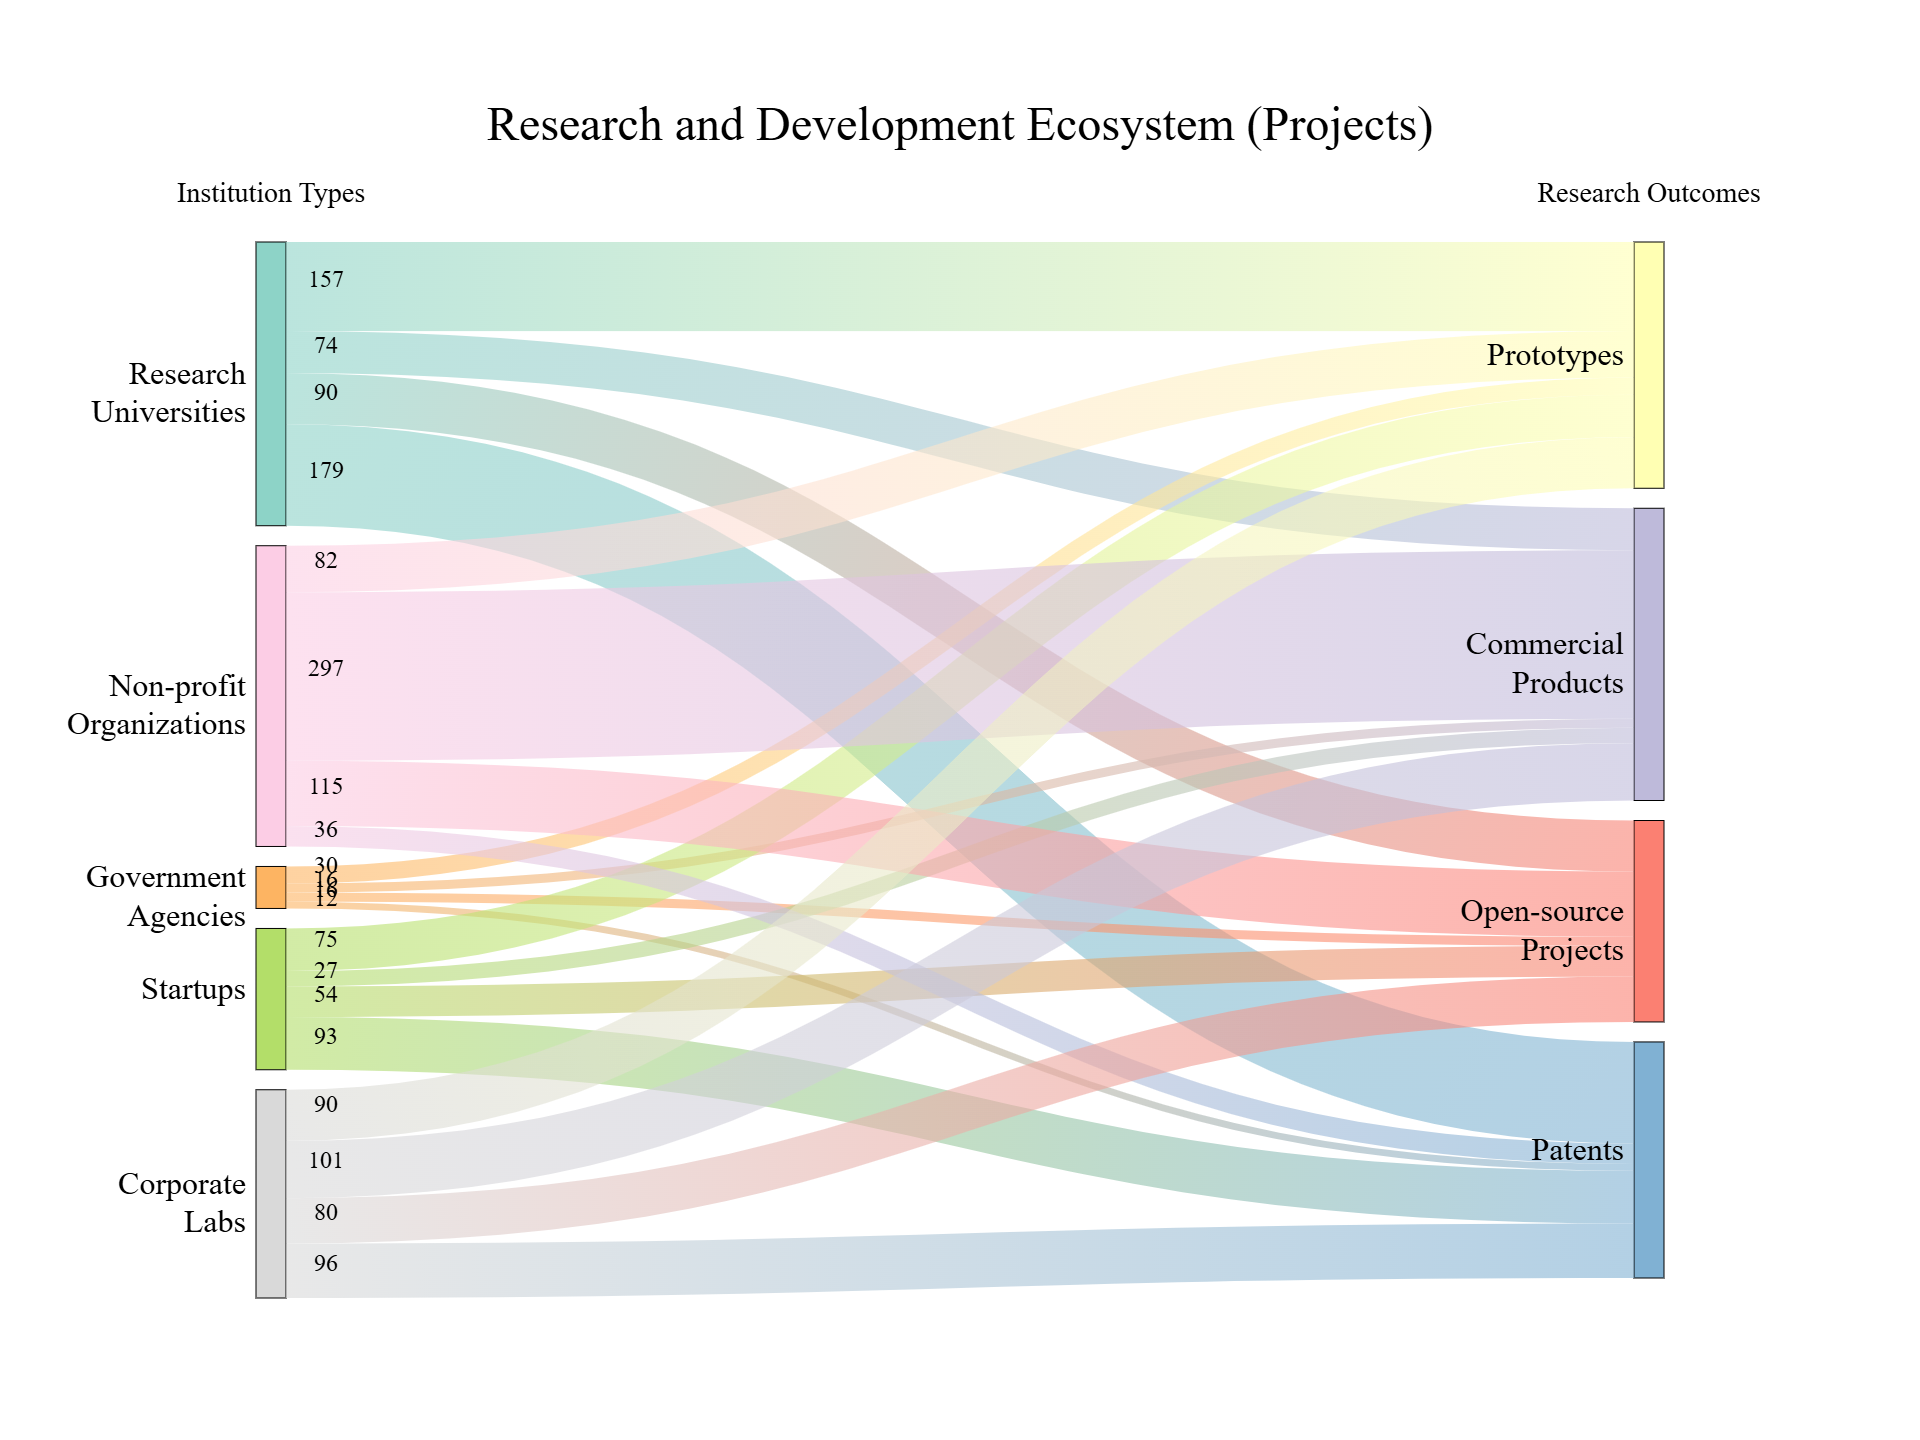 Research and Development Ecosystem (Projects)
Institution Types
Research Outcomes
157
74
90
179
Research
Universities
82
297
115
36
Non-profit
Organizations
30
16
16
12
Government
Agencies
75
27
54
93
Startups
90
101
80
96
Corporate
Labs
Prototypes
Commercial
Products
Open-source
Projects
Patents